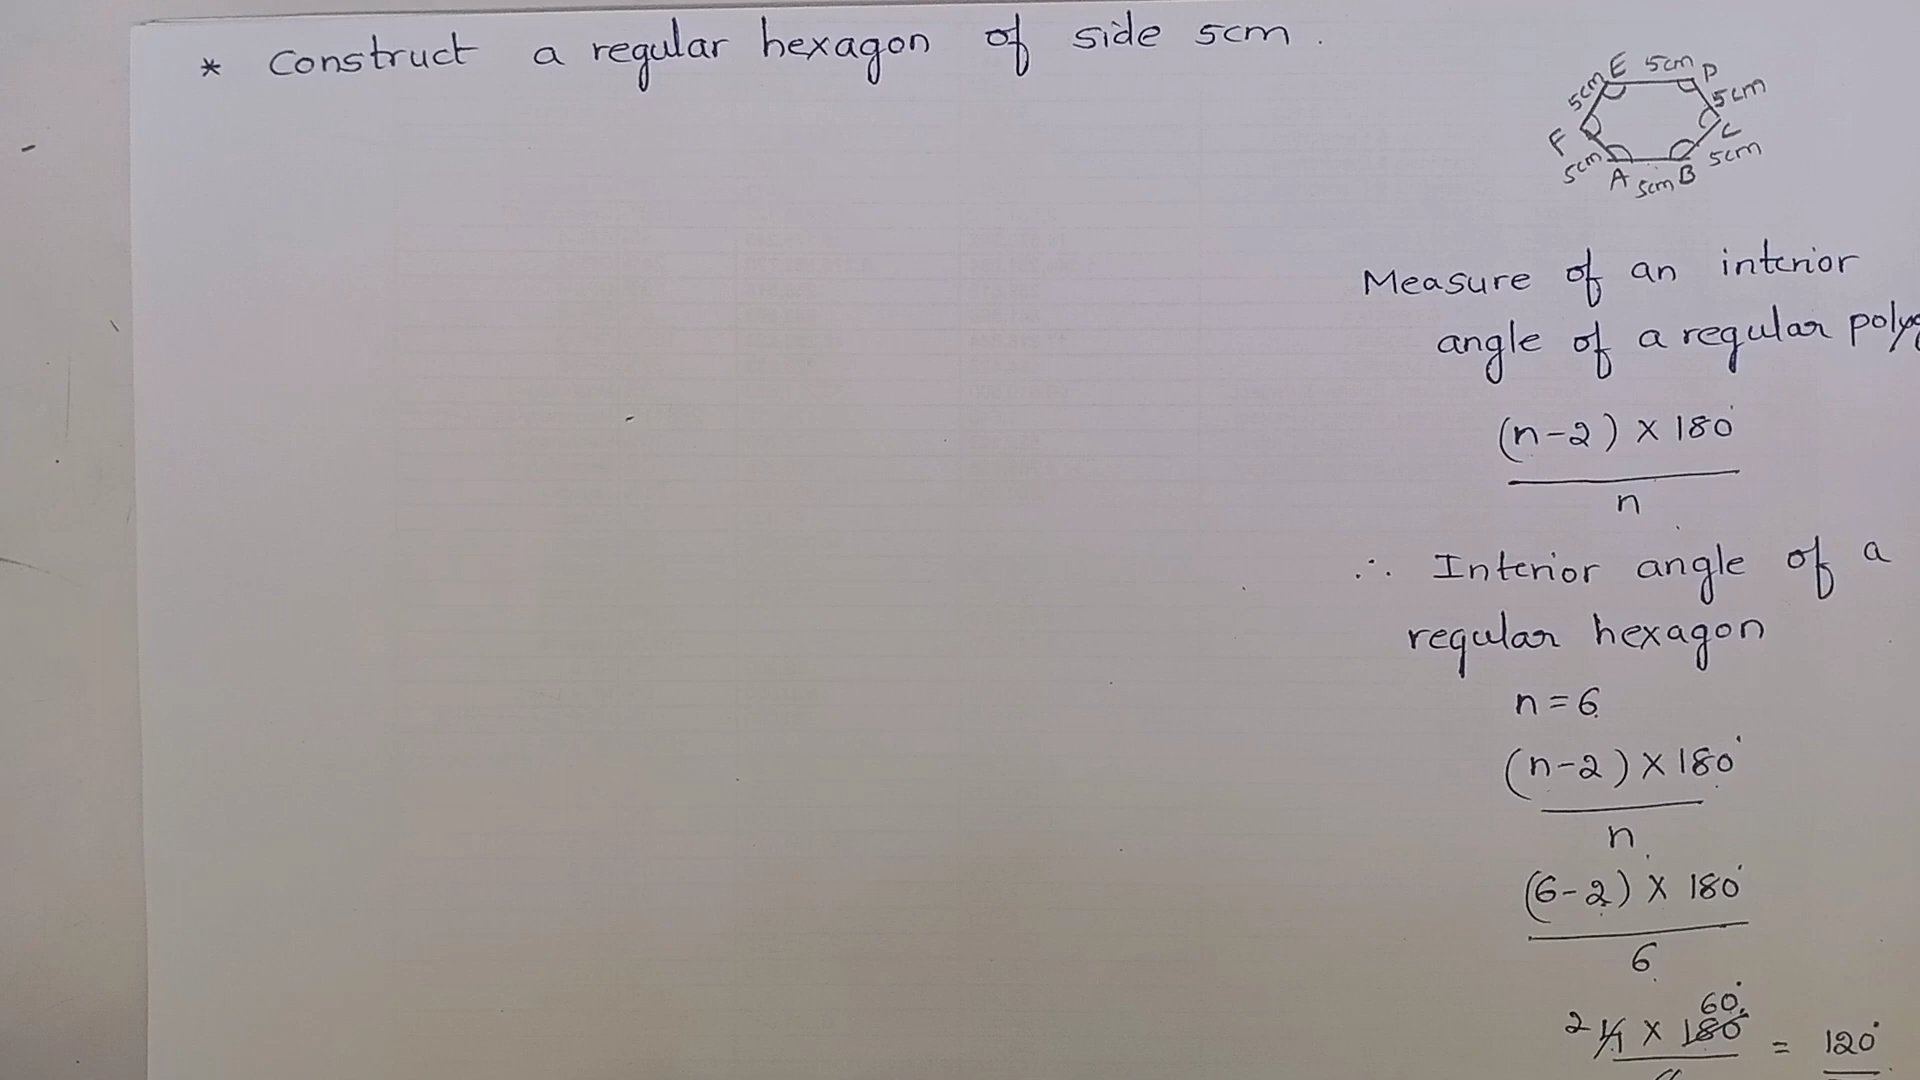 * Construct a regular hexagon of side 5cm.
E 5cm D
5cm 5cm
F C
5cm 5cm
A 5cm B
Measure of an interior
angle of a regular
(n-2) × 180°
n
∴ Interior angle of a
regular hexagon
n = 6
(n-2) × 180°
n
(6-2) × 180°
6
60°
2 4 × 180° = 120°